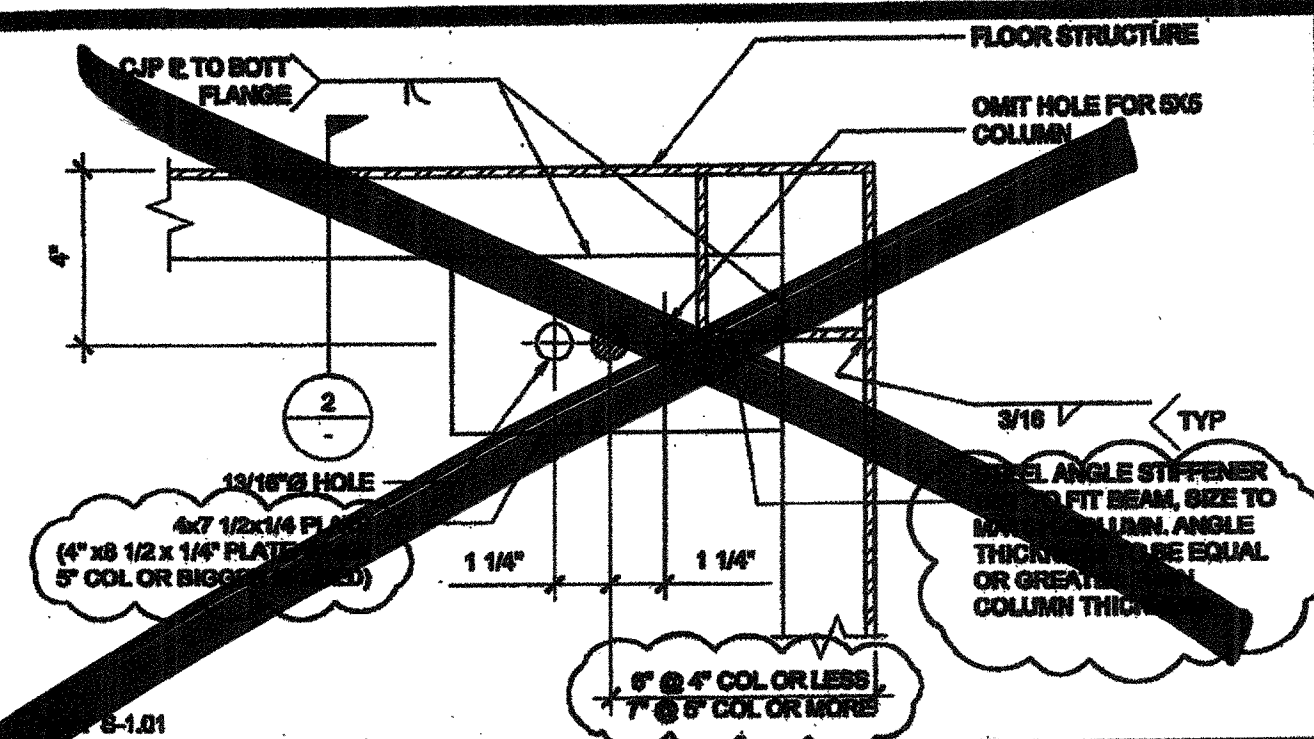 FLOOR STRUCTURE
CJP ⅊ TO BOTT
FLANGE
OMIT HOLE FOR 5X5
COLUMN
4"
2
-
3/16
TYP
13/16"Ø HOLE
4x7 1/2x1/4
(4" x8 1/2 x 1/4" PLATE
5" COL OR
1 1/4"
1 1/4"
ANGLE STIFFENER
FIT BEAM, SIZE TO
ANGLE
BE EQUAL
OR
COLUMN
6" @ 4" COL OR LESS
7" @ 5" COL OR MORE
S-1.01